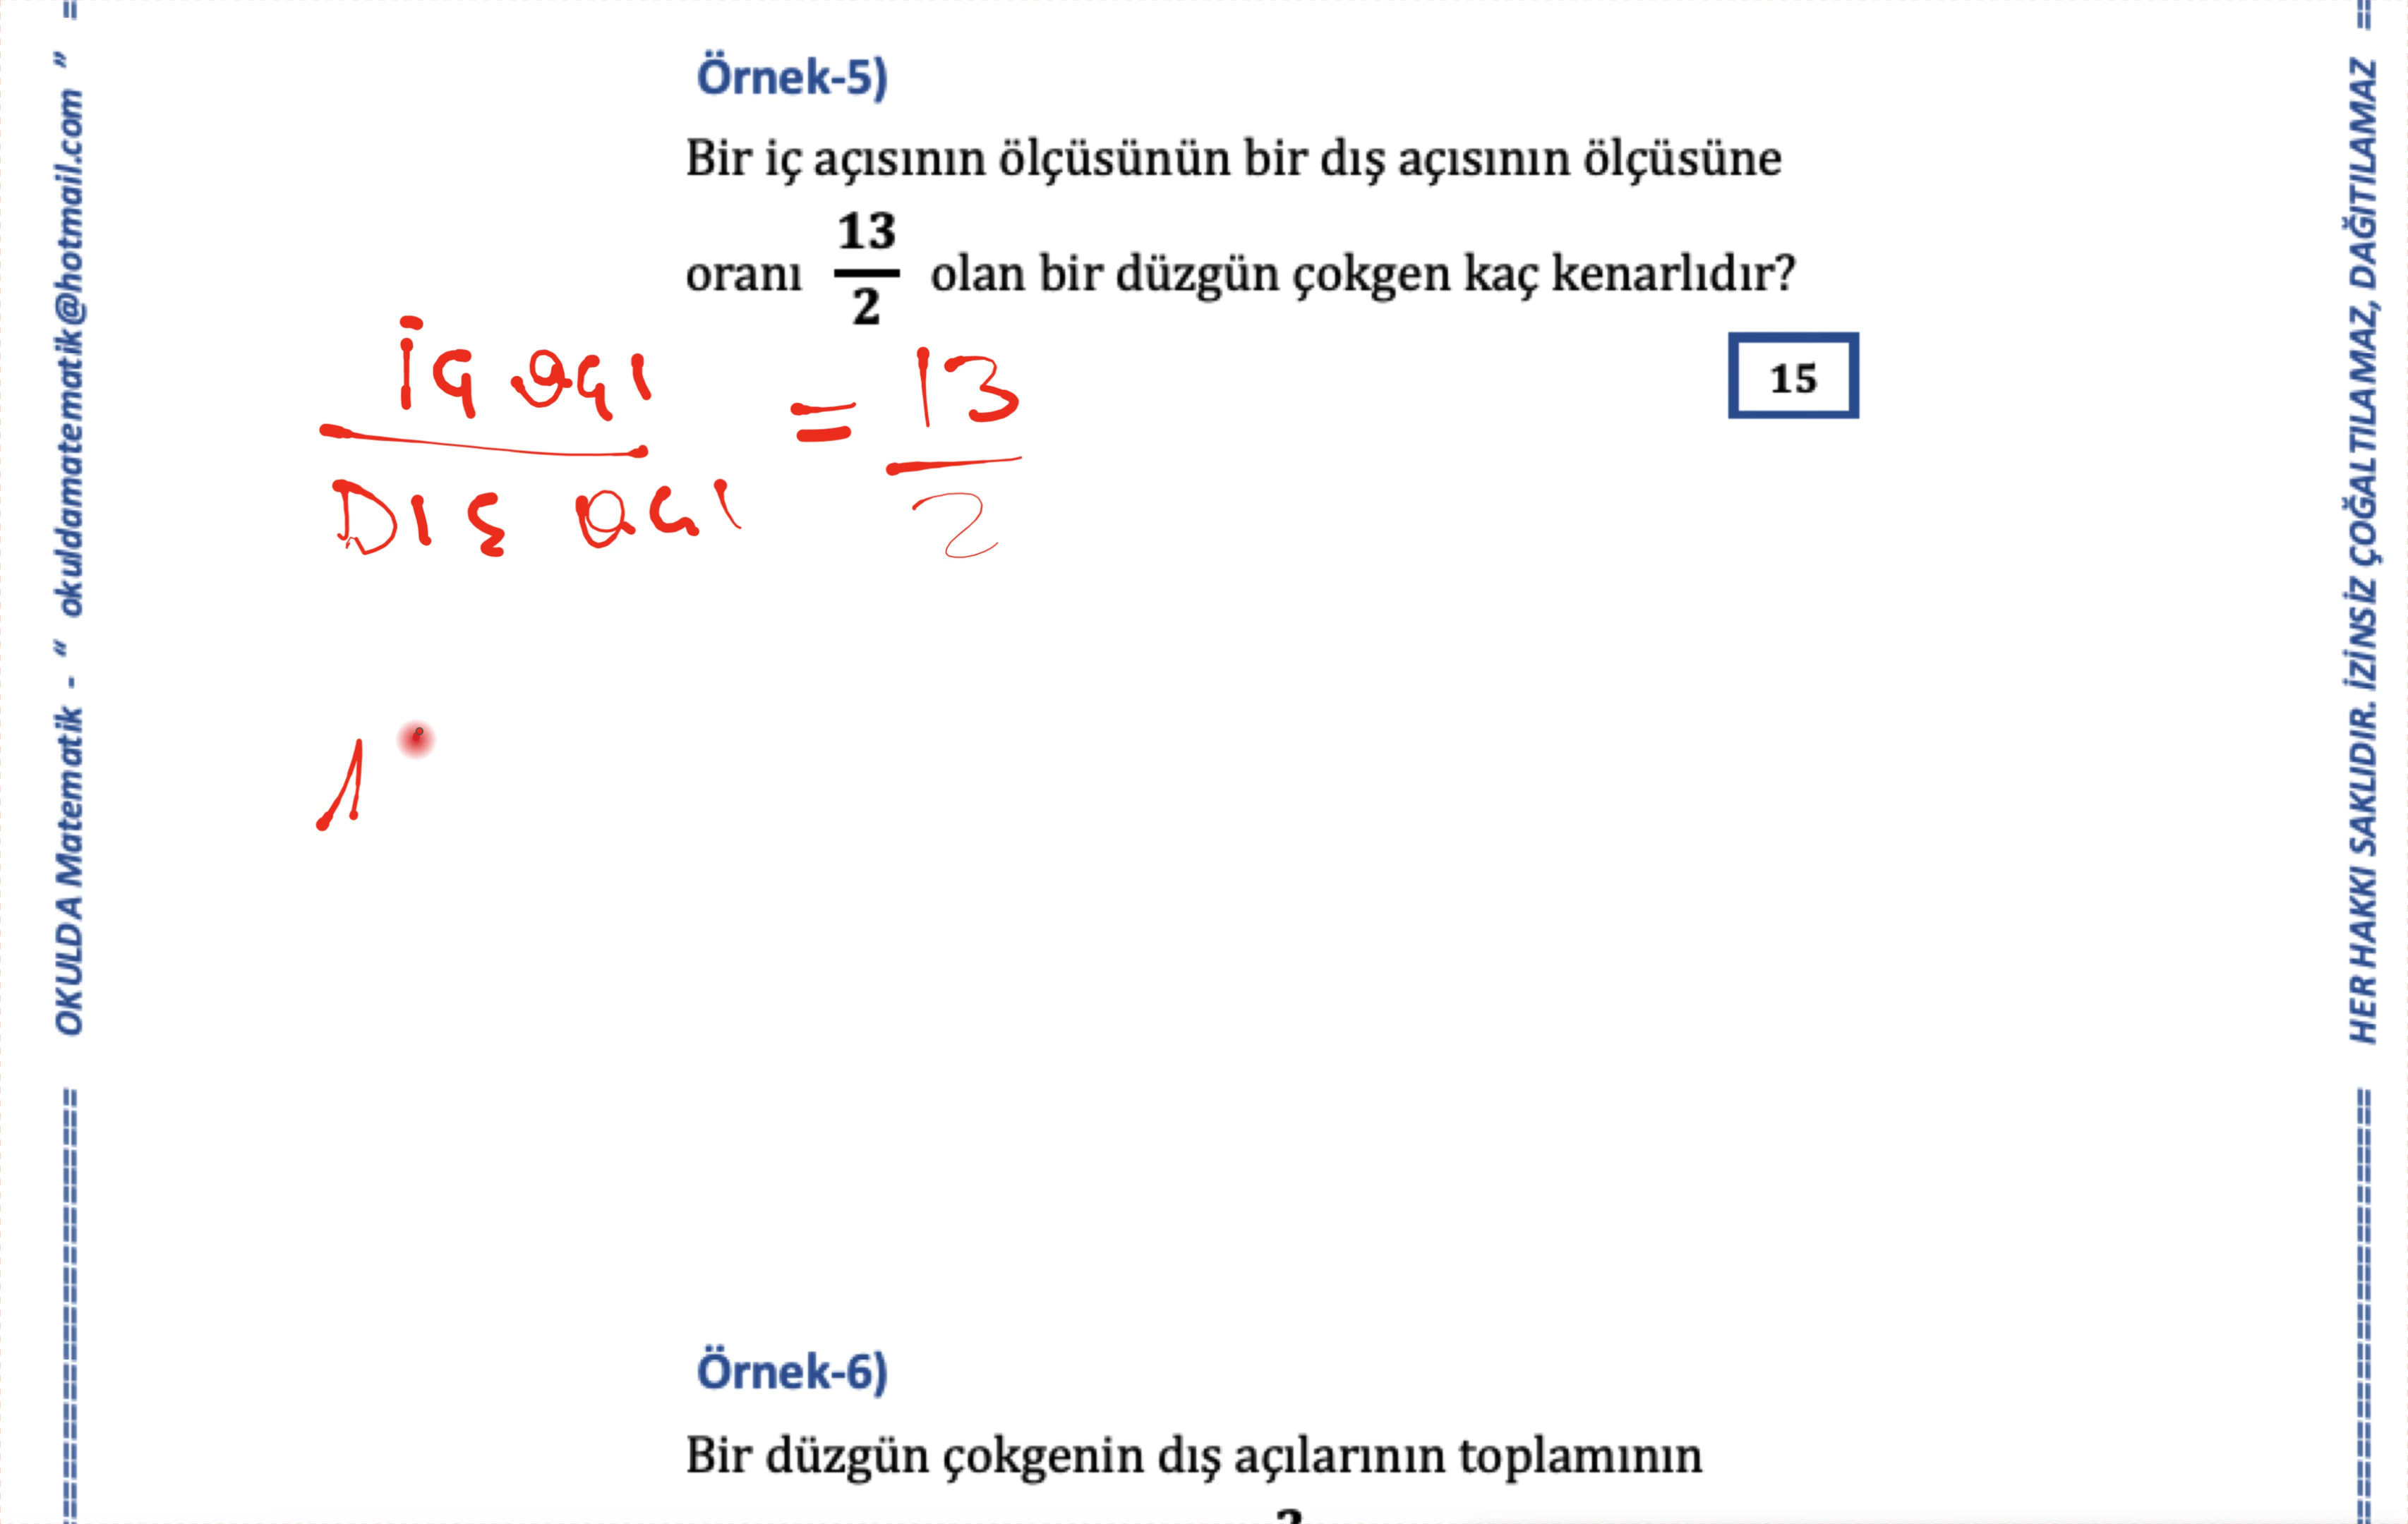 Örnek-5)
Bir iç açısının ölçüsünün bir dış açısının ölçüsüne
oranı 13/2 olan bir düzgün çokgen kaç kenarlıdır?
15
İç açı / Dış açı = 13/2
1
Örnek-6)
Bir düzgün çokgenin dış açılarının toplamının
OKULDA Matematik - " okuldamatematik@hotmail.com "
HER HAKKI SAKLIDIR. İZİNSİZ ÇOĞALTILAMAZ, DAĞITILAMAZ